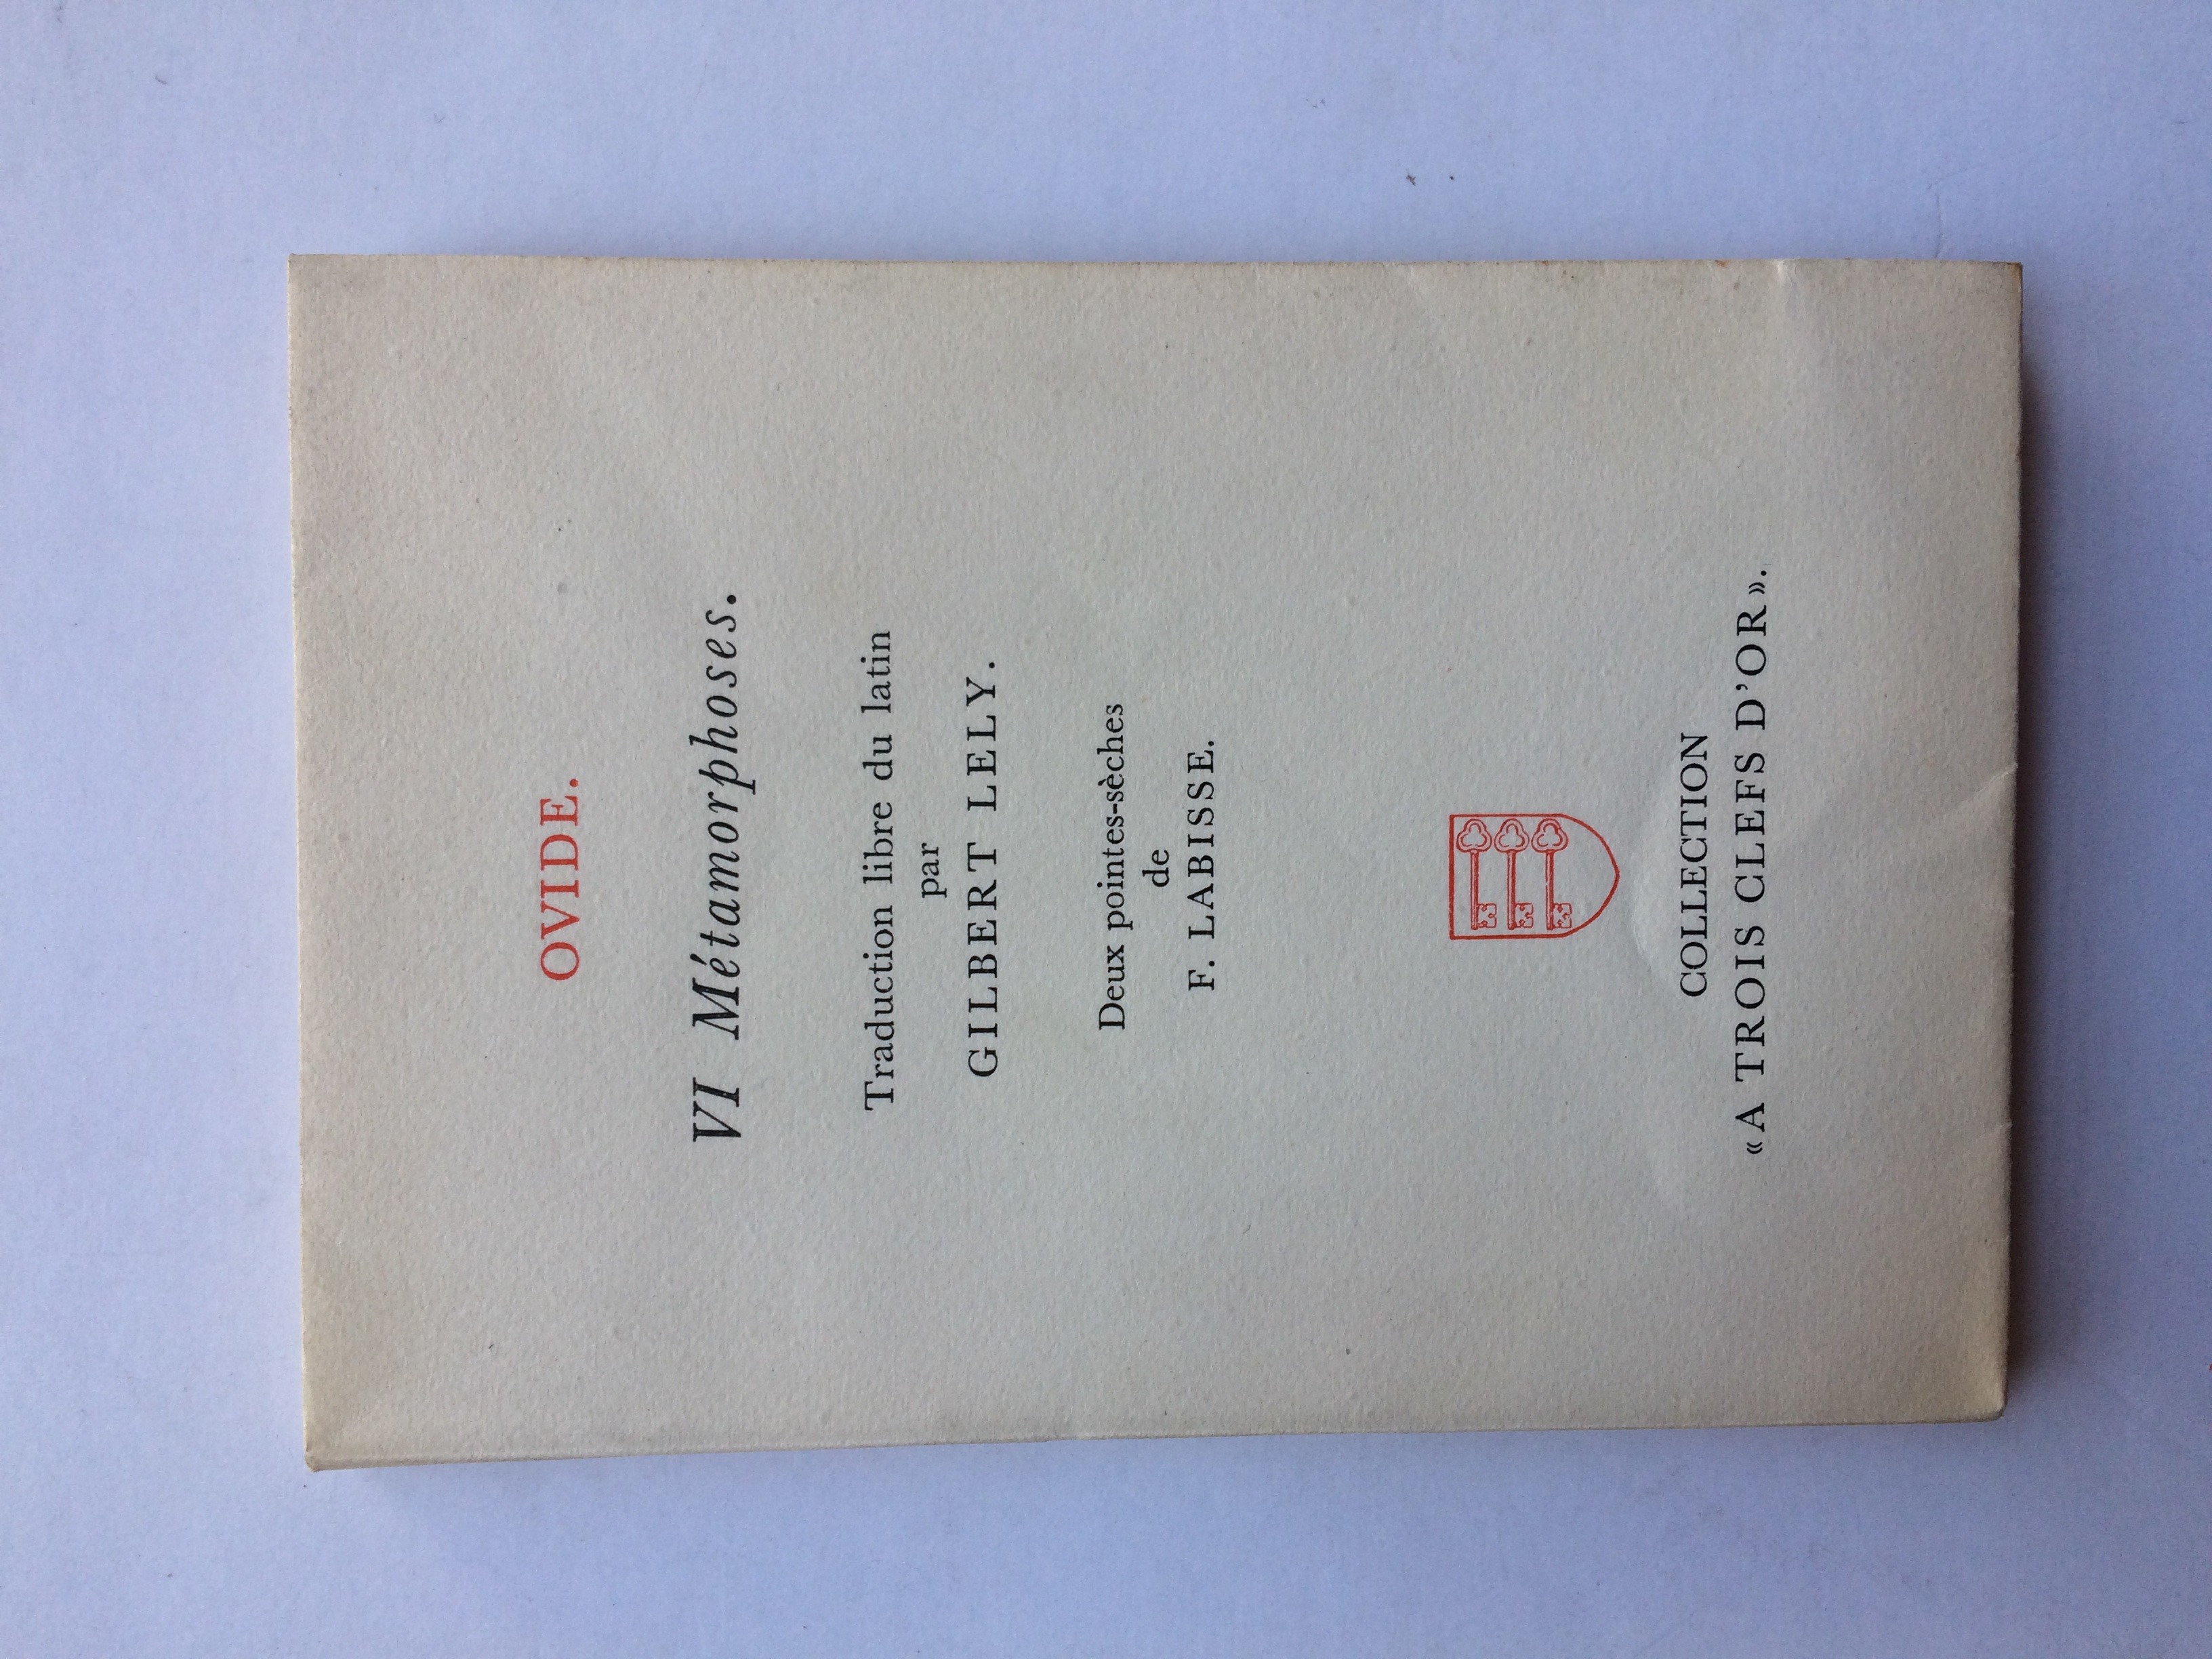 OVIDE.
VI Métamorphoses.
Traduction libre du latin
par
GILBERT LELY.
Deux pointes-sèches
de
F. LABISSE.
COLLECTION
«A TROIS CLEFS D'OR».